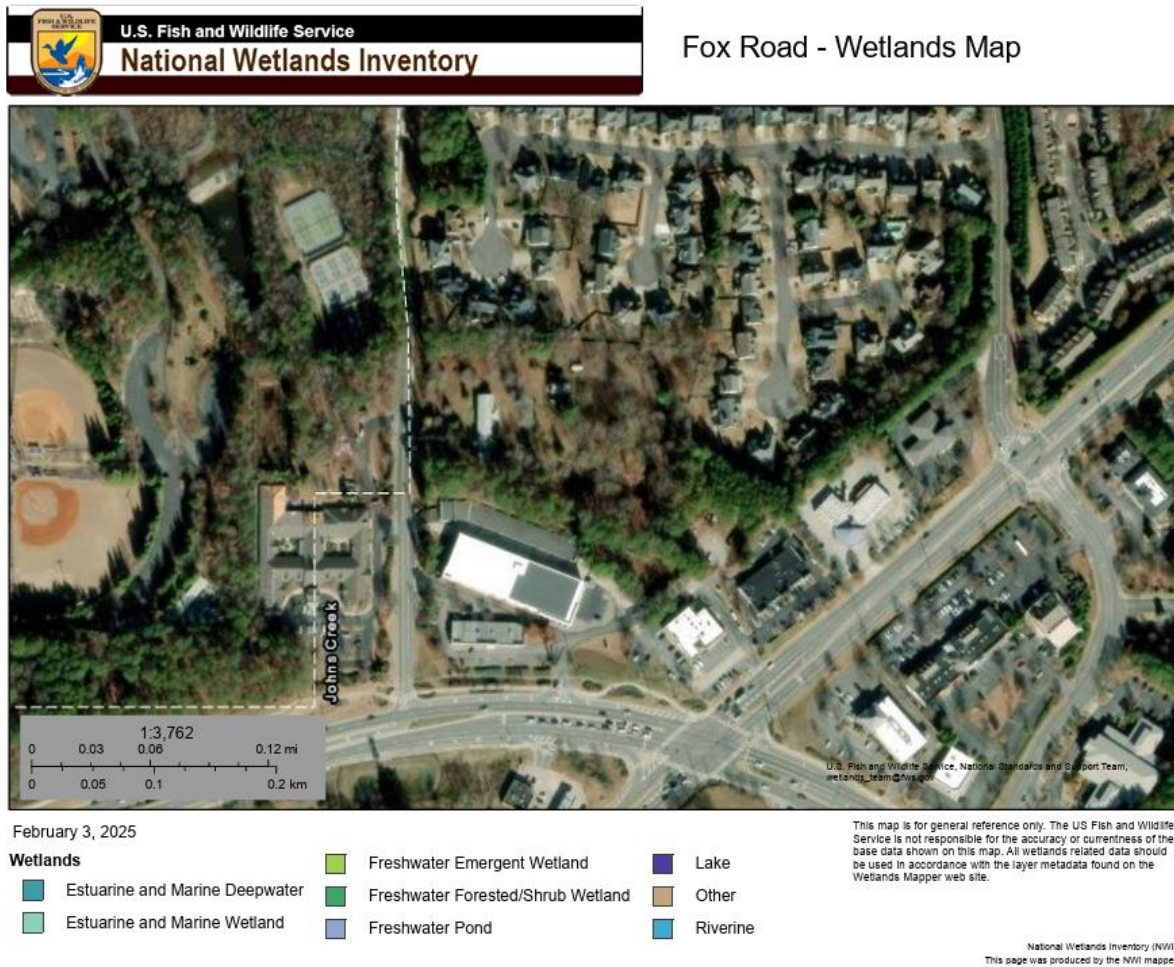 U.S.
FISH & WILDLIFE
SERVICE
U.S. Fish and Wildlife Service
National Wetlands Inventory
Fox Road - Wetlands Map
Johns Creek
1:3,762
0 0.03 0.06 0.12 mi
0 0.05 0.1 0.2 km
U.S. Fish and Wildlife Service, National Standards and Support Team,
wetlands_team@fws.gov
February 3, 2025
This map is for general reference only. The US Fish and Wildlife
Service is not responsible for the accuracy or currentness of the
base data shown on this map. All wetlands related data should
be used in accordance with the layer metadata found on the
Wetlands Mapper web site.
Wetlands
Estuarine and Marine Deepwater
Estuarine and Marine Wetland
Freshwater Emergent Wetland
Freshwater Forested/Shrub Wetland
Freshwater Pond
Lake
Other
Riverine
National Wetlands Inventory (NWI
This page was produced by the NWI mappe